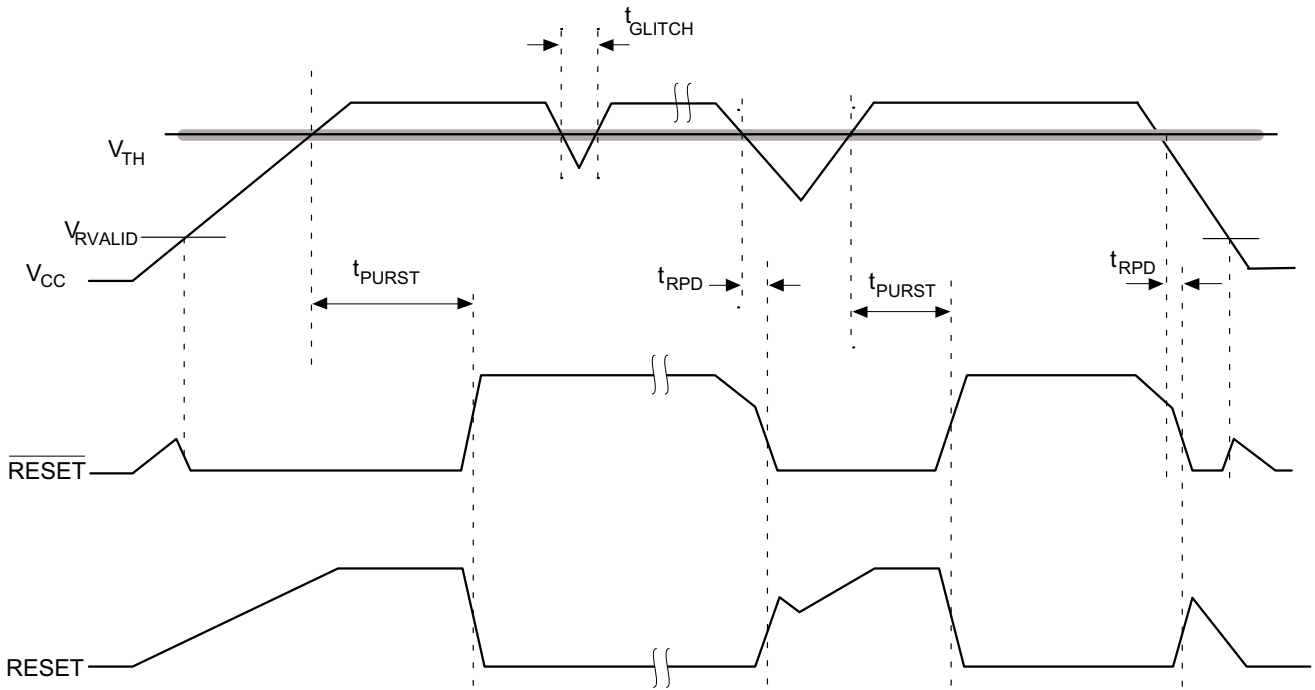 tGLITCH
VTH
VRVALID
VCC
tPURST
tRPD
tPURST
tRPD
RESET
RESET